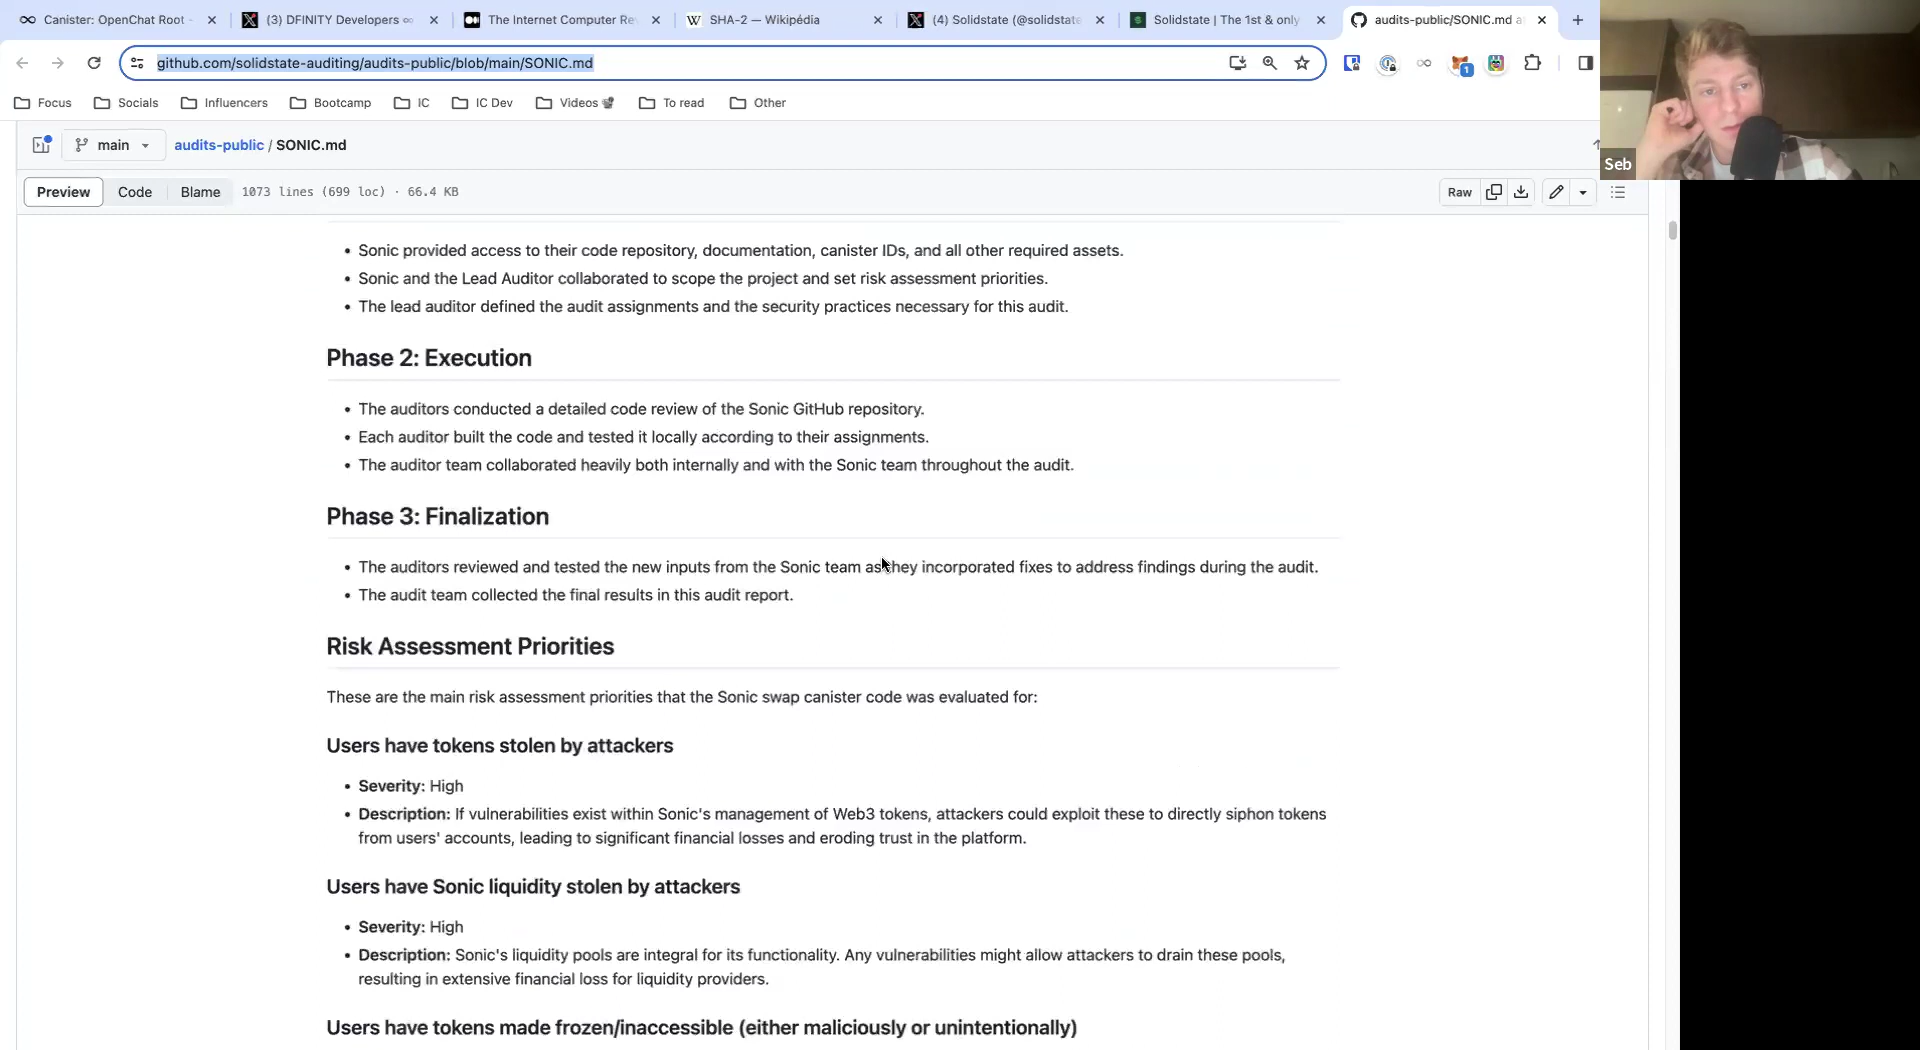 Canister: OpenChat Root -
(3) DFINITY Developers ∞
The Internet Computer Re
SHA-2 — Wikipédia
(4) Solidstate (@solidstate
Solidstate | The 1st & only
audits-public/SONIC.md a
github.com/solidstate-auditing/audits-public/blob/main/SONIC.md
1
Focus
Socials
Influencers
Bootcamp
IC
IC Dev
Videos
To read
Other
Seb
main
audits-public / SONIC.md
Preview
Code
Blame
1073 lines (699 loc) · 66.4 KB
Raw
• Sonic provided access to their code repository, documentation, canister IDs, and all other required assets.
• Sonic and the Lead Auditor collaborated to scope the project and set risk assessment priorities.
• The lead auditor defined the audit assignments and the security practices necessary for this audit.
Phase 2: Execution
• The auditors conducted a detailed code review of the Sonic GitHub repository.
• Each auditor built the code and tested it locally according to their assignments.
• The auditor team collaborated heavily both internally and with the Sonic team throughout the audit.
Phase 3: Finalization
• The auditors reviewed and tested the new inputs from the Sonic team as they incorporated fixes to address findings during the audit.
• The audit team collected the final results in this audit report.
Risk Assessment Priorities
These are the main risk assessment priorities that the Sonic swap canister code was evaluated for:
Users have tokens stolen by attackers
• Severity: High
• Description: If vulnerabilities exist within Sonic's management of Web3 tokens, attackers could exploit these to directly siphon tokens
from users' accounts, leading to significant financial losses and eroding trust in the platform.
Users have Sonic liquidity stolen by attackers
• Severity: High
• Description: Sonic's liquidity pools are integral for its functionality. Any vulnerabilities might allow attackers to drain these pools,
resulting in extensive financial loss for liquidity providers.
Users have tokens made frozen/inaccessible (either maliciously or unintentionally)